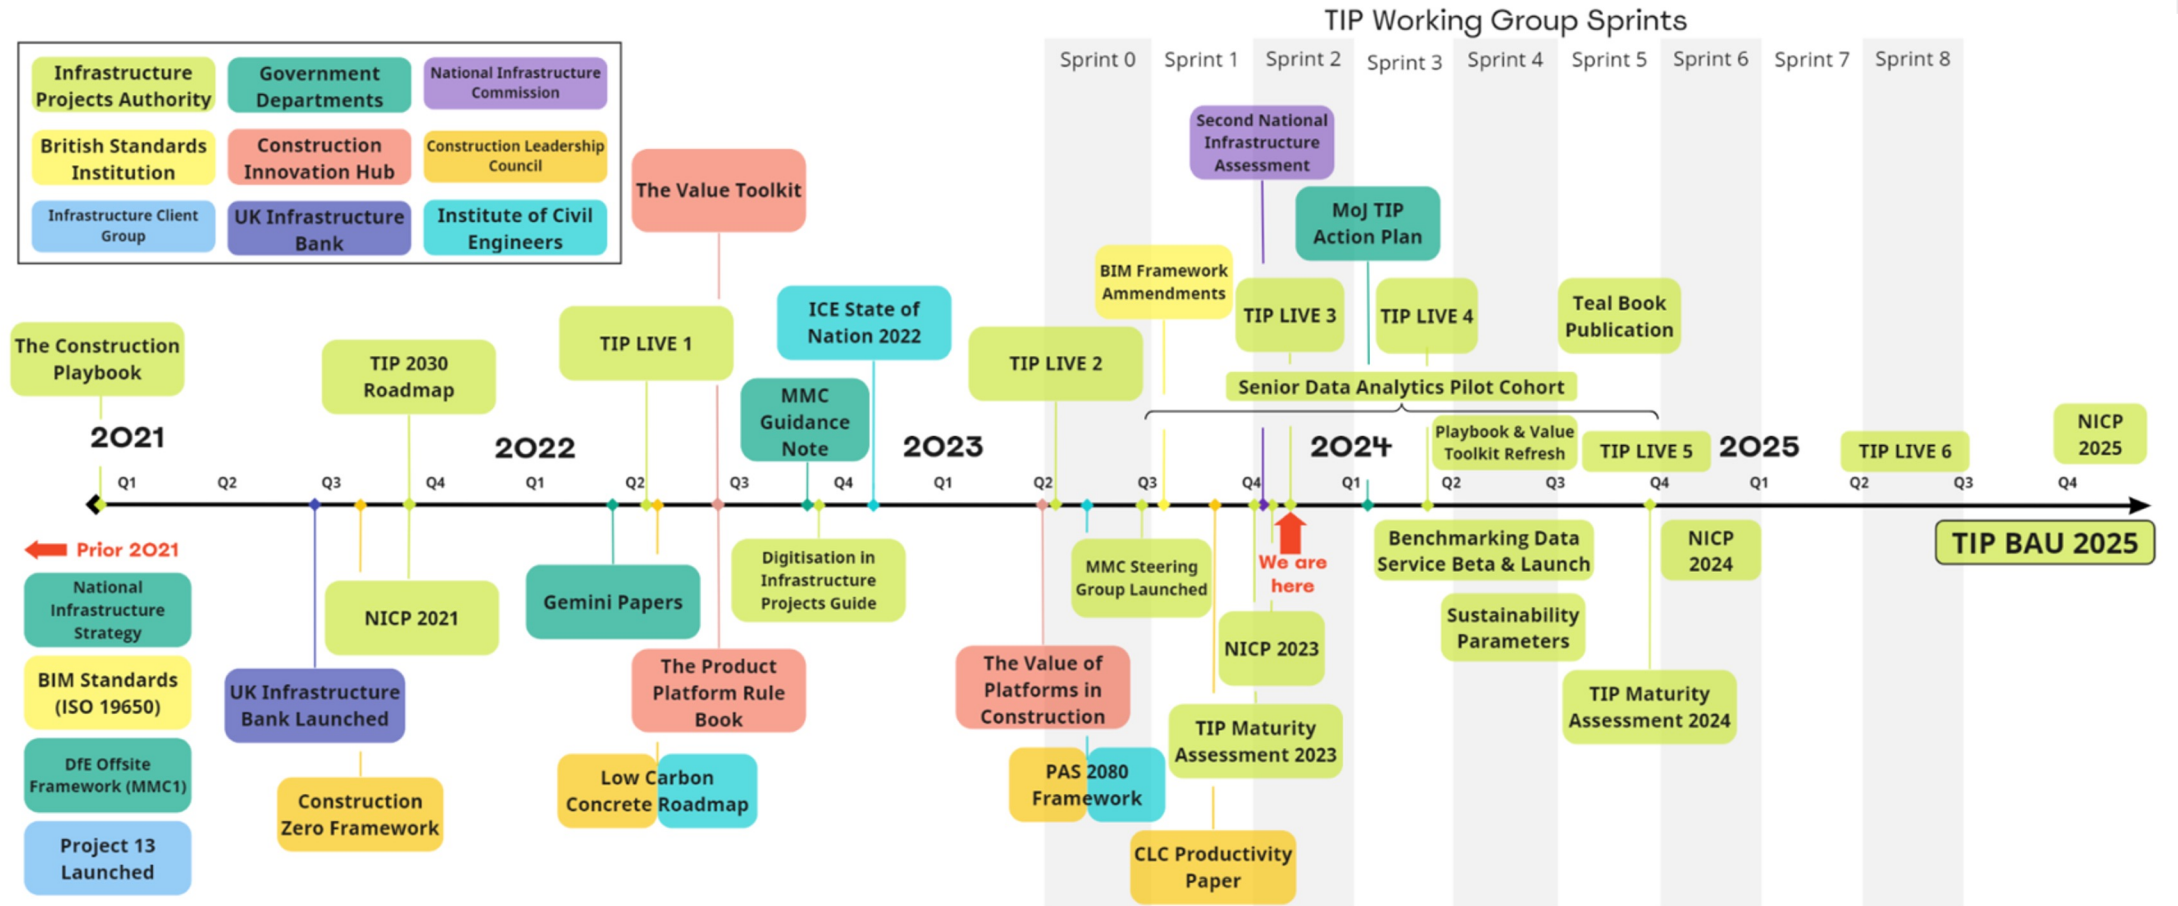 TIP Working Group Sprints
Sprint 0
Sprint 1
Sprint 2
Sprint 3
Sprint 4
Sprint 5
Sprint 6
Sprint 7
Sprint 8
Infrastructure
Projects Authority
Government
Departments
National Infrastructure
Commission
British Standards
Institution
Construction
Innovation Hub
Construction Leadership
Council
Infrastructure Client
Group
UK Infrastructure
Bank
Institute of Civil
Engineers
The Value Toolkit
Second National
Infrastructure
Assessment
MoJ TIP
Action Plan
BIM Framework
Ammendments
The Construction
Playbook
TIP 2030
Roadmap
TIP LIVE 1
ICE State of
Nation 2022
MMC
Guidance
Note
TIP LIVE 2
TIP LIVE 3
TIP LIVE 4
Teal Book
Publication
Senior Data Analytics Pilot Cohort
Playbook & Value
Toolkit Refresh
TIP LIVE 5
TIP LIVE 6
NICP
2025
2021
2022
2023
2024
2025
Q1
Q2
Q3
Q4
Q1
Q2
Q3
Q4
Q1
Q2
Q3
Q4
Q1
Q2
Q3
Q4
Q1
Q2
Q3
Q4
Prior 2021
National
Infrastructure
Strategy
BIM Standards
(ISO 19650)
DfE Offsite
Framework (MMC1)
Project 13
Launched
UK Infrastructure
Bank Launched
Construction
Zero Framework
NICP 2021
Gemini Papers
Low Carbon
Concrete Roadmap
The Product
Platform Rule
Book
Digitisation in
Infrastructure
Projects Guide
The Value of
Platforms in
Construction
PAS 2080
Framework
MMC Steering
Group Launched
CLC Productivity
Paper
TIP Maturity
Assessment 2023
NICP 2023
We are
here
Benchmarking Data
Service Beta & Launch
Sustainability
Parameters
TIP Maturity
Assessment 2024
NICP
2024
TIP BAU 2025